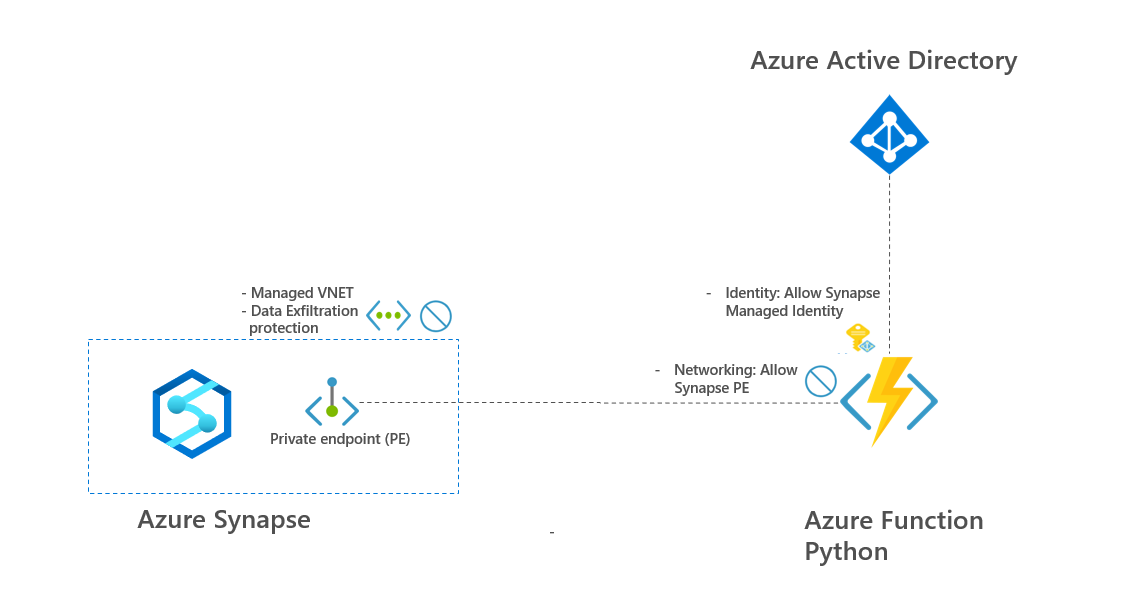 Azure Active Directory
- Managed VNET
- Data Exfiltration
protection
- Identity: Allow Synapse
Managed Identity
- Networking: Allow
Synapse PE
Private endpoint (PE)
Azure Synapse
-
Azure Function
Python